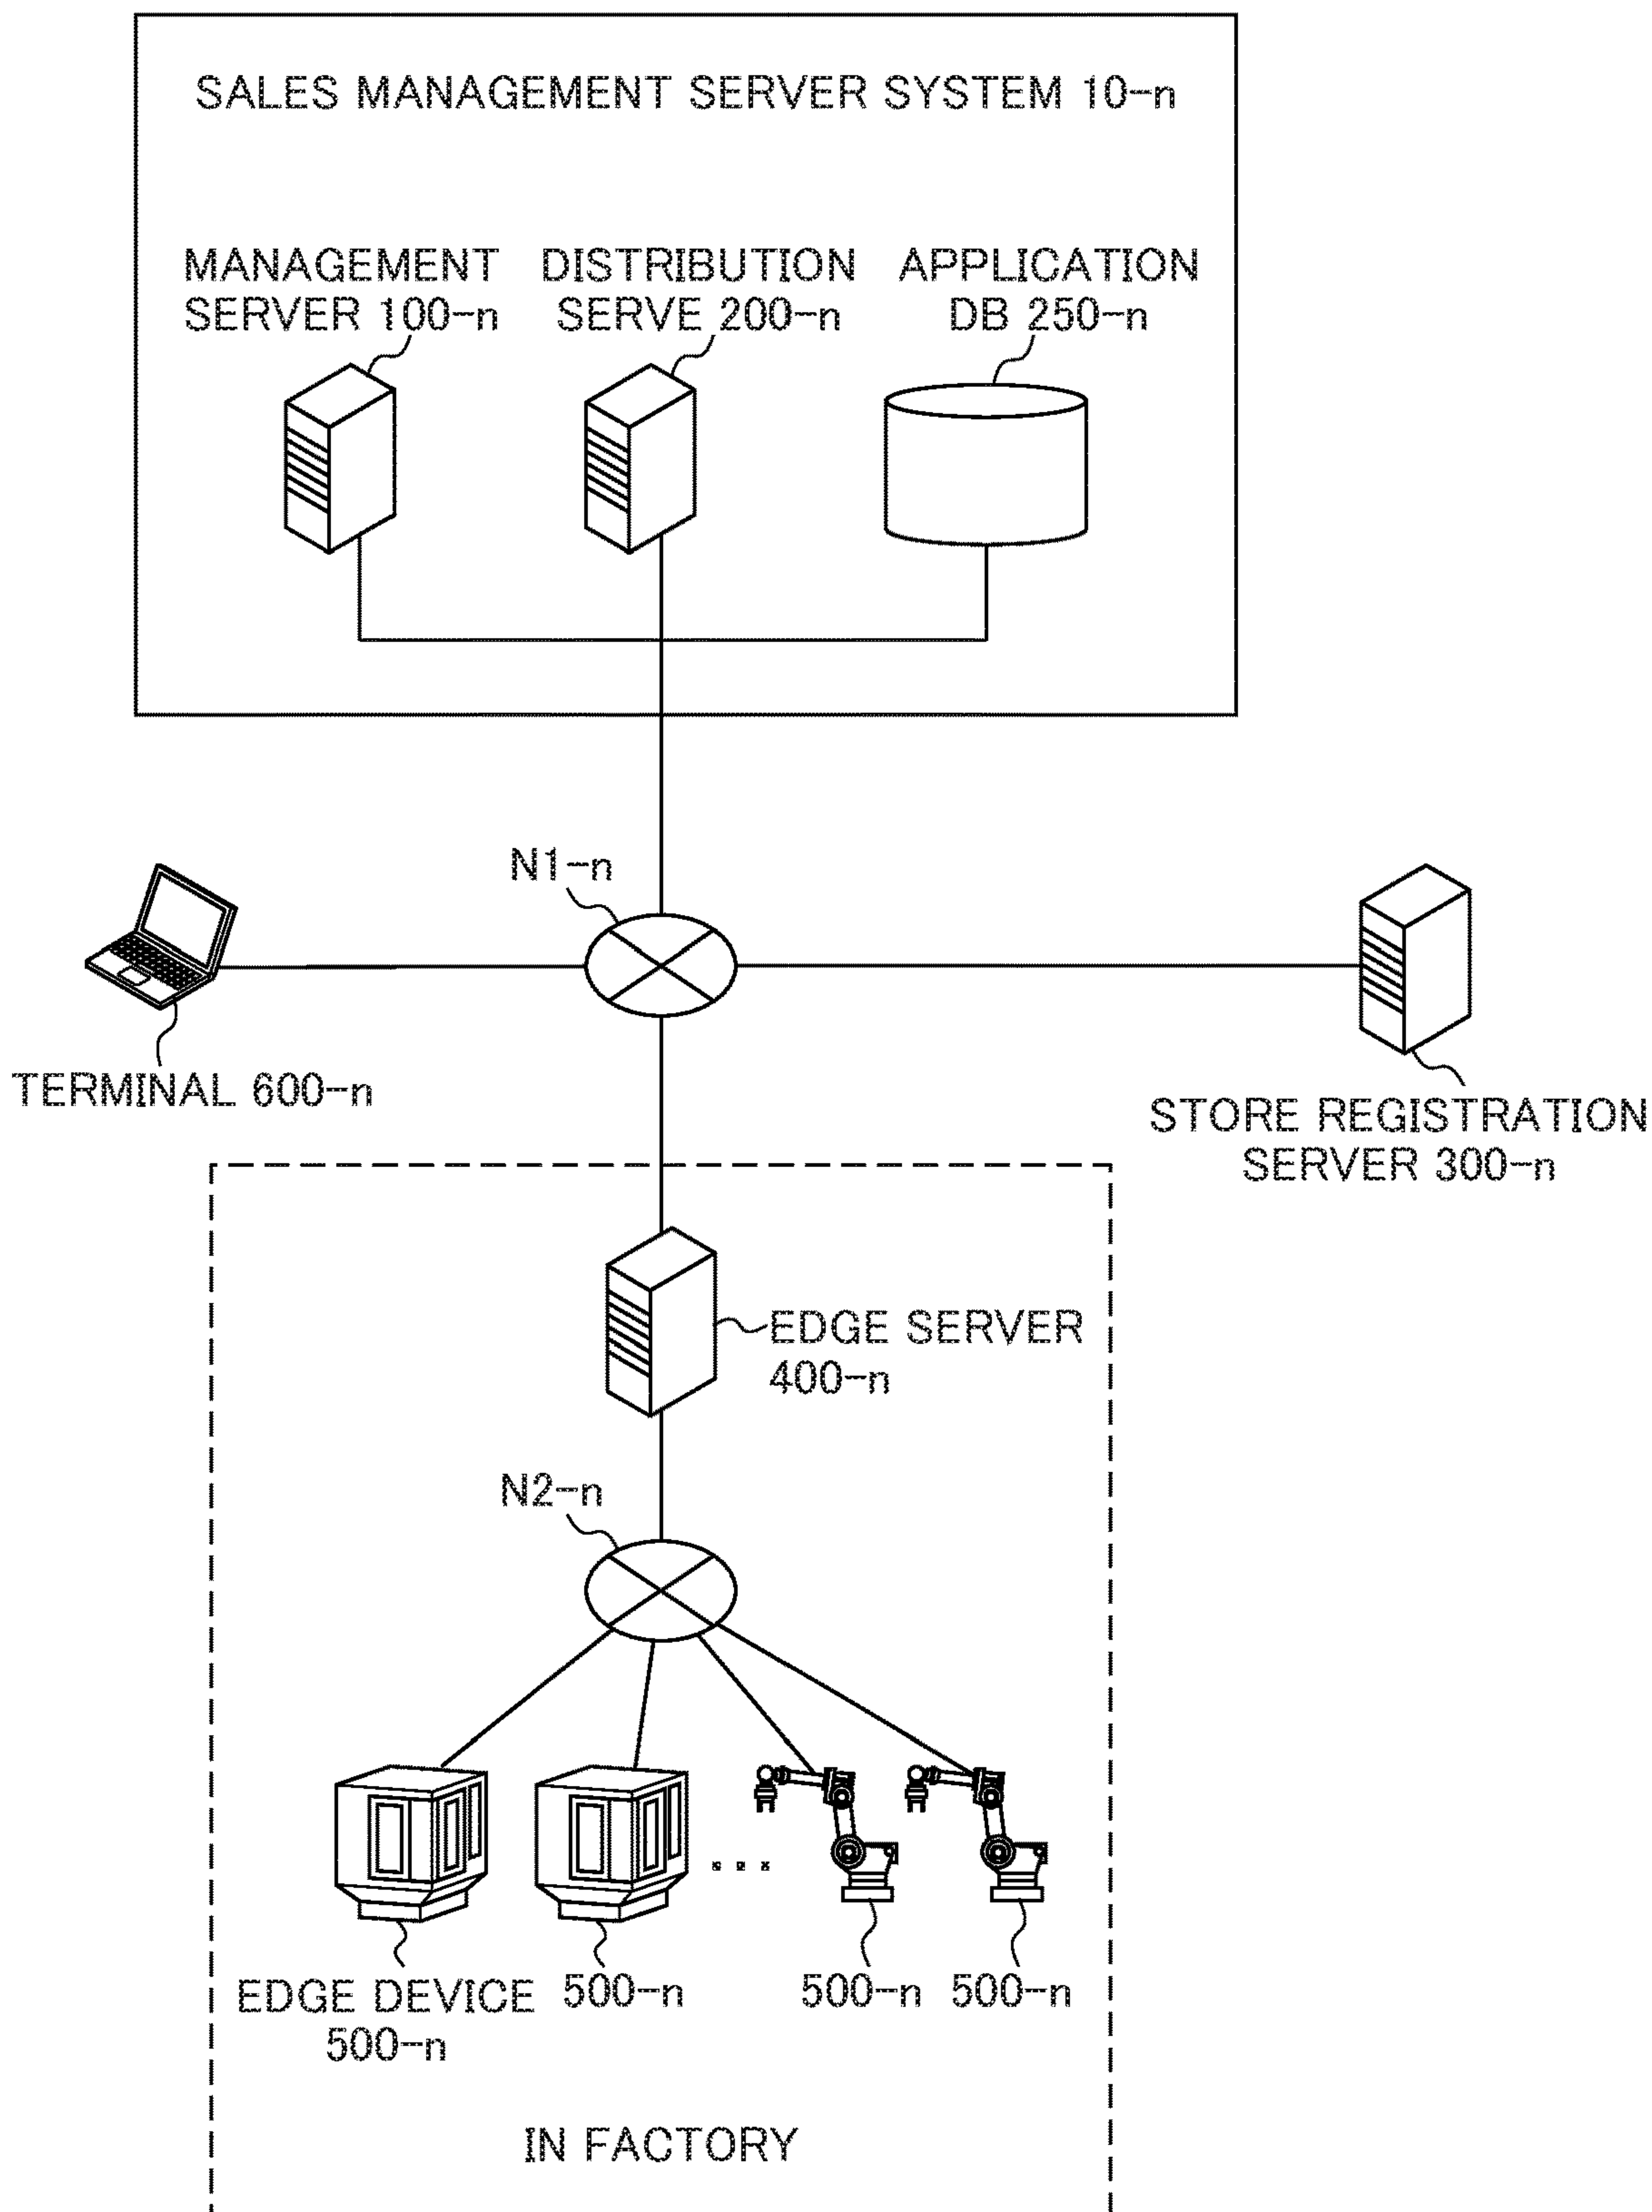 SALES MANAGEMENT SERVER SYSTEM 10-n
MANAGEMENT
SERVER 100-n
DISTRIBUTION
SERVE 200-n
APPLICATION
DB 250-n
N1-n
TERMINAL 600-n
STORE REGISTRATION
SERVER 300-n
EDGE SERVER
400-n
N2-n
EDGE DEVICE
500-n
500-n
500-n
500-n
IN FACTORY